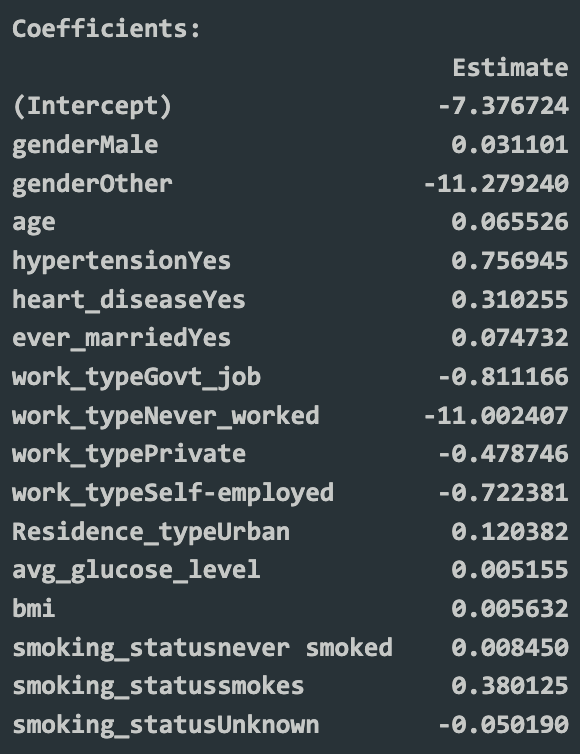 Coefficients:
Estimate
(Intercept) -7.376724
genderMale 0.031101
genderOther -11.279240
age 0.065526
hypertensionYes 0.756945
heart_diseaseYes 0.310255
ever_marriedYes 0.074732
work_typeGovt_job -0.811166
work_typeNever_worked -11.002407
work_typePrivate -0.478746
work_typeSelf-employed -0.722381
Residence_typeUrban 0.120382
avg_glucose_level 0.005155
bmi 0.005632
smoking_statusnever smoked 0.008450
smoking_statussmokes 0.380125
smoking_statusUnknown -0.050190